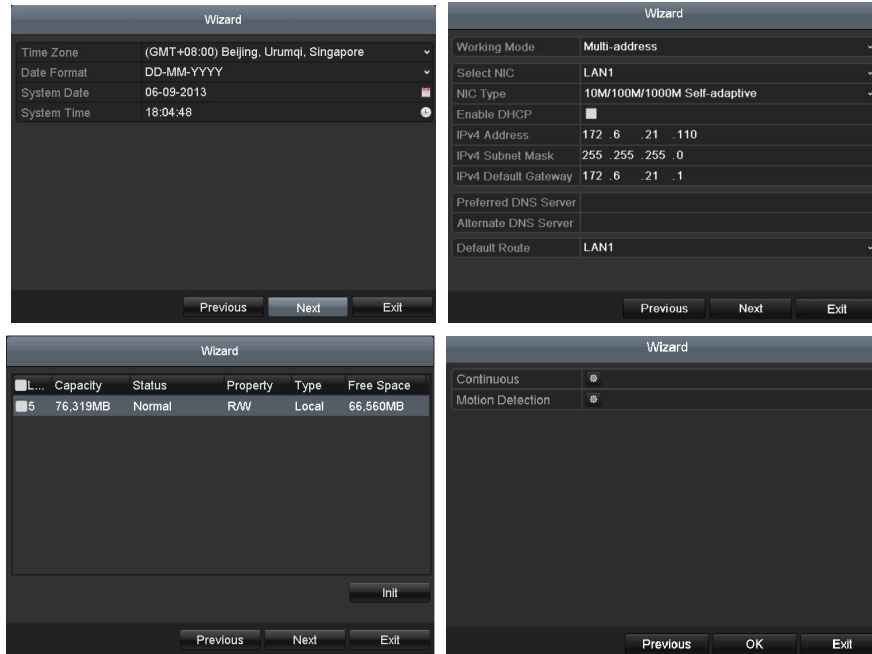 Wizard
Time Zone (GMT+08:00) Beijing, Urumqi, Singapore
Date Format DD-MM-YYYY
System Date 06-09-2013
System Time 18:04:48
Previous Next Exit
Wizard
Working Mode Multi-address
Select NIC LAN1
NIC Type 10M/100M/1000M Self-adaptive
Enable DHCP
IPv4 Address 172 .6 .21 .110
IPv4 Subnet Mask 255 .255 .255 .0
IPv4 Default Gateway 172 .6 .21 .1
Preferred DNS Server
Alternate DNS Server
Default Route LAN1
Previous Next Exit
Wizard
L... Capacity Status Property Type Free Space
5 76,319MB Normal R/W Local 66,560MB
Init
Previous Next Exit
Wizard
Continuous
Motion Detection
Previous OK Exit